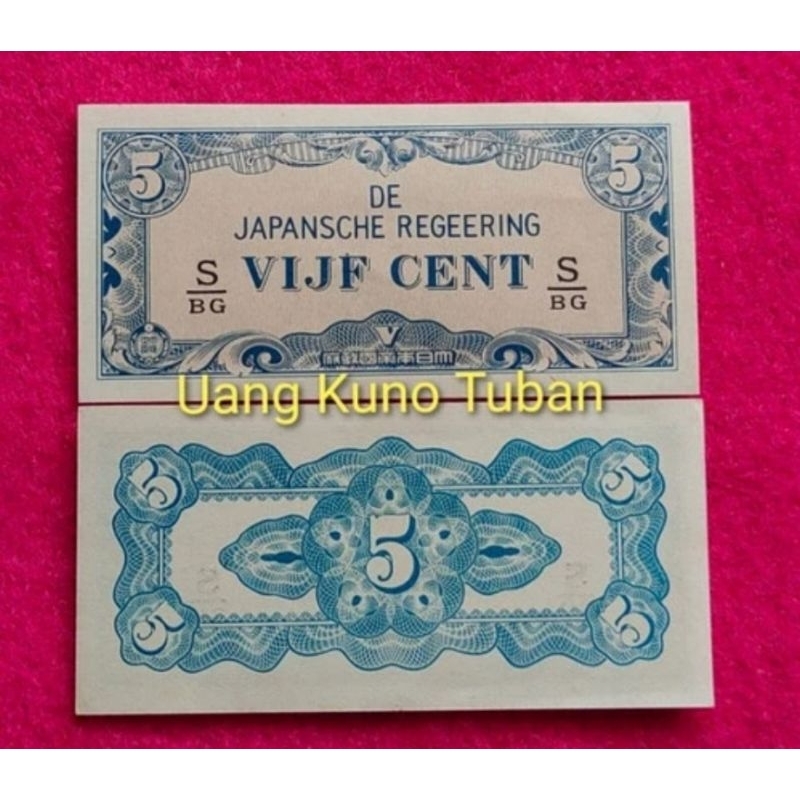 5 5
DE
JAPANSCHE REGEERING
S VIJF CENT S
BG BG
V
Uang Kuno Tuban
5 5
5
5 5